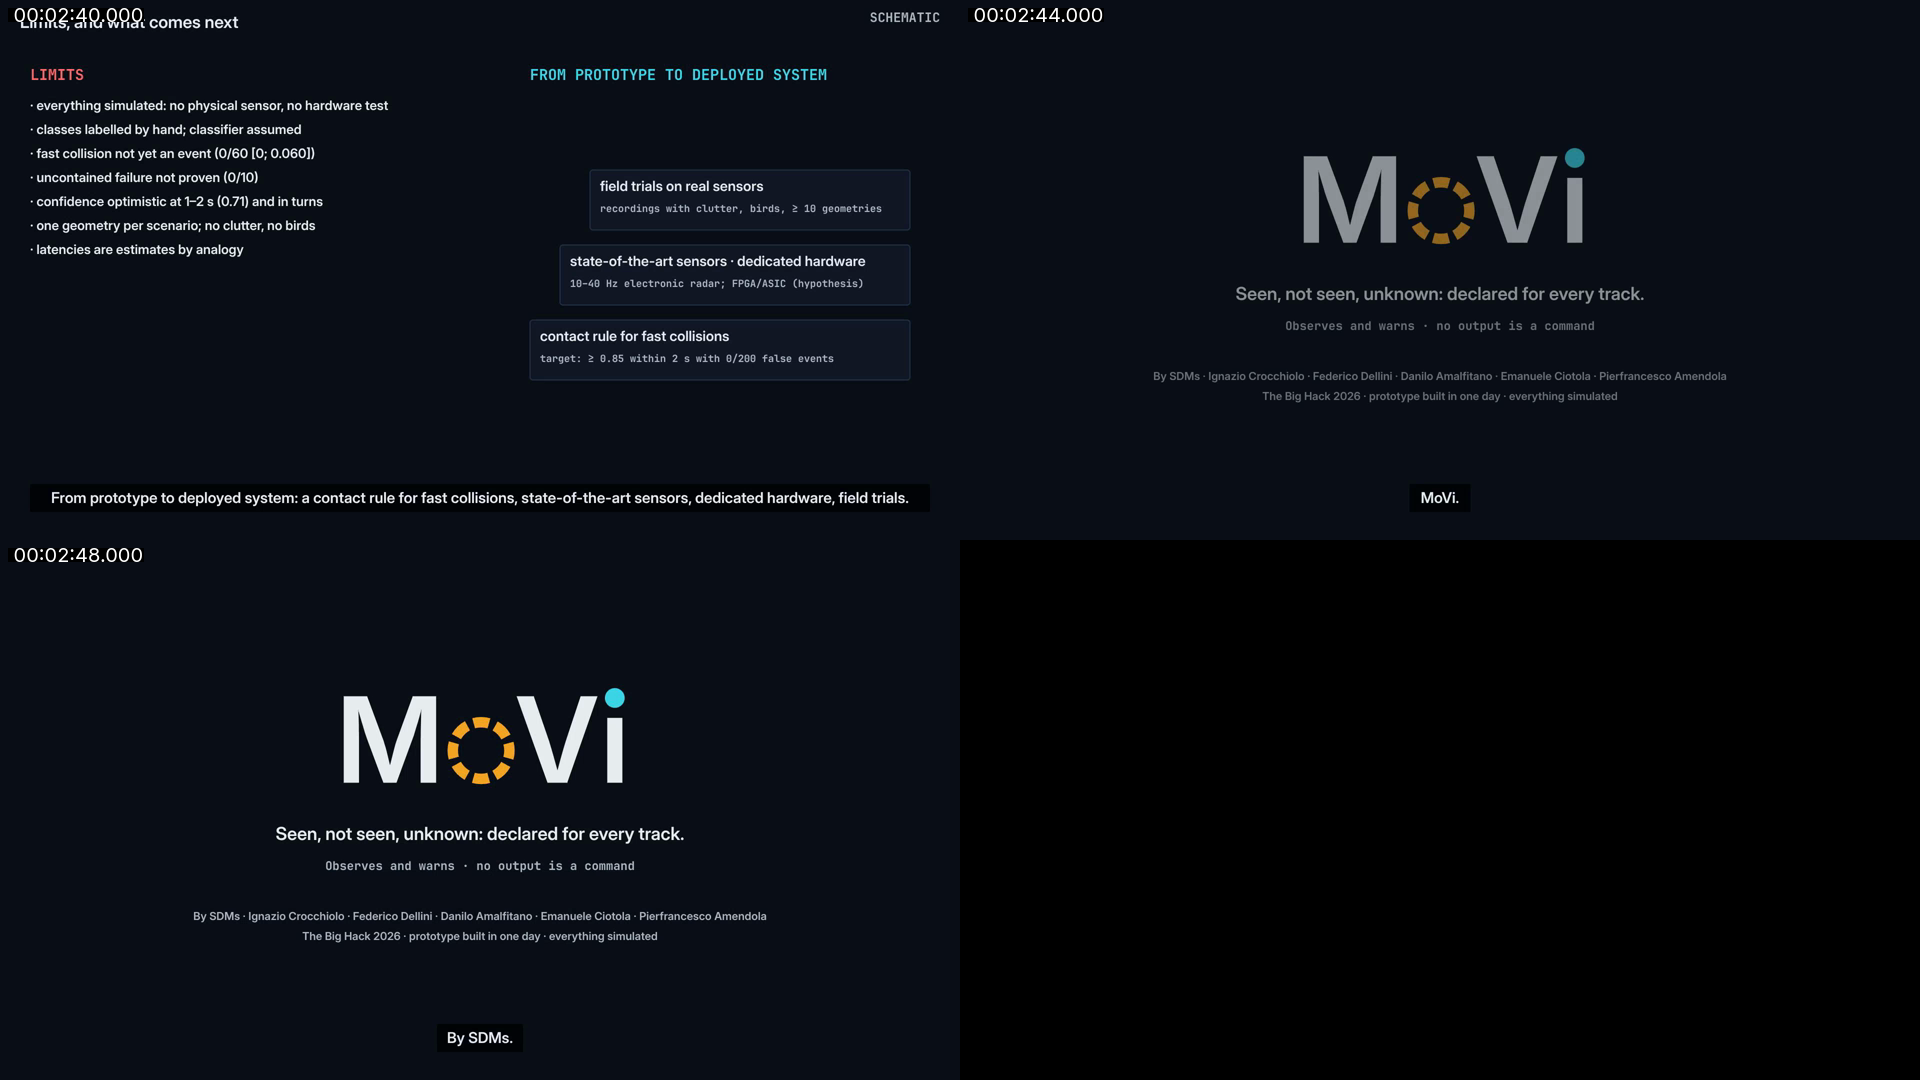 00:02:40.000
Limits, and what comes next
SCHEMATIC
LIMITS
· everything simulated: no physical sensor, no hardware test
· classes labelled by hand; classifier assumed
· fast collision not yet an event (0/60 [0; 0.060])
· uncontained failure not proven (0/10)
· confidence optimistic at 1–2 s (0.71) and in turns
· one geometry per scenario; no clutter, no birds
· latencies are estimates by analogy
FROM PROTOTYPE TO DEPLOYED SYSTEM
field trials on real sensors
recordings with clutter, birds, ≥ 10 geometries
state-of-the-art sensors · dedicated hardware
10–40 Hz electronic radar; FPGA/ASIC (hypothesis)
contact rule for fast collisions
target: ≥ 0.85 within 2 s with 0/200 false events
From prototype to deployed system: a contact rule for fast collisions, state-of-the-art sensors, dedicated hardware, field trials.
00:02:44.000
MoVi
Seen, not seen, unknown: declared for every track.
Observes and warns · no output is a command
By SDMs · Ignazio Crocchiolo · Federico Dellini · Danilo Amalfitano · Emanuele Ciotola · Pierfrancesco Amendola
The Big Hack 2026 · prototype built in one day · everything simulated
MoVi.
00:02:48.000
MoVi
Seen, not seen, unknown: declared for every track.
Observes and warns · no output is a command
By SDMs · Ignazio Crocchiolo · Federico Dellini · Danilo Amalfitano · Emanuele Ciotola · Pierfrancesco Amendola
The Big Hack 2026 · prototype built in one day · everything simulated
By SDMs.